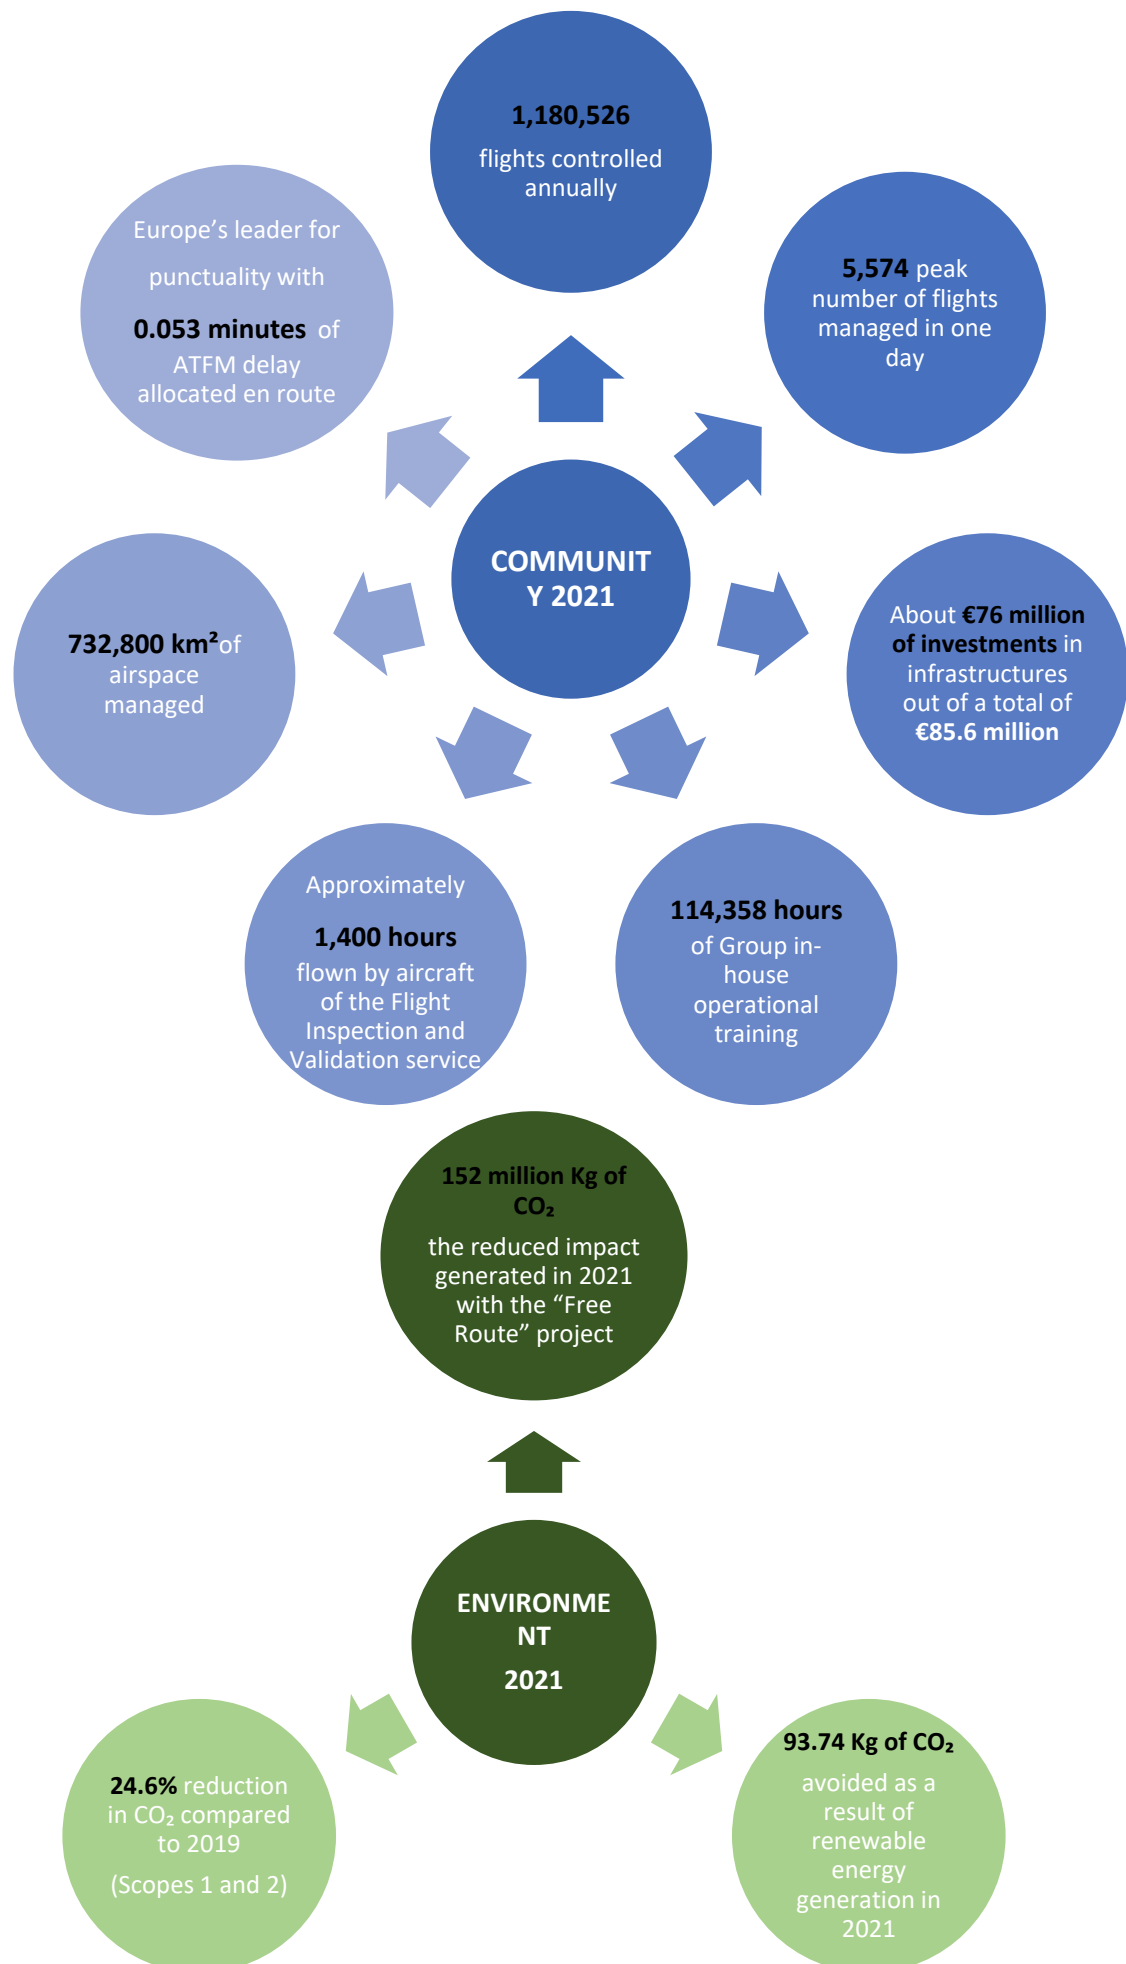 1,180,526
flights controlled
annually
Europe’s leader for
punctuality with
0.053 minutes of
ATFM delay
allocated en route
5,574 peak
number of flights
managed in one
day
COMMUNIT
Y 2021
732,800 km² of
airspace
managed
About €76 million
of investments in
infrastructures
out of a total of
€85.6 million
Approximately
1,400 hours
flown by aircraft
of the Flight
Inspection and
Validation service
114,358 hours
of Group in-
house
operational
training
152 million Kg of
CO₂
the reduced impact
generated in 2021
with the “Free
Route” project
ENVIRONME
NT
2021
24.6% reduction
in CO₂ compared
to 2019
(Scopes 1 and 2)
93.74 Kg of CO₂
avoided as a
result of
renewable
energy
generation in
2021